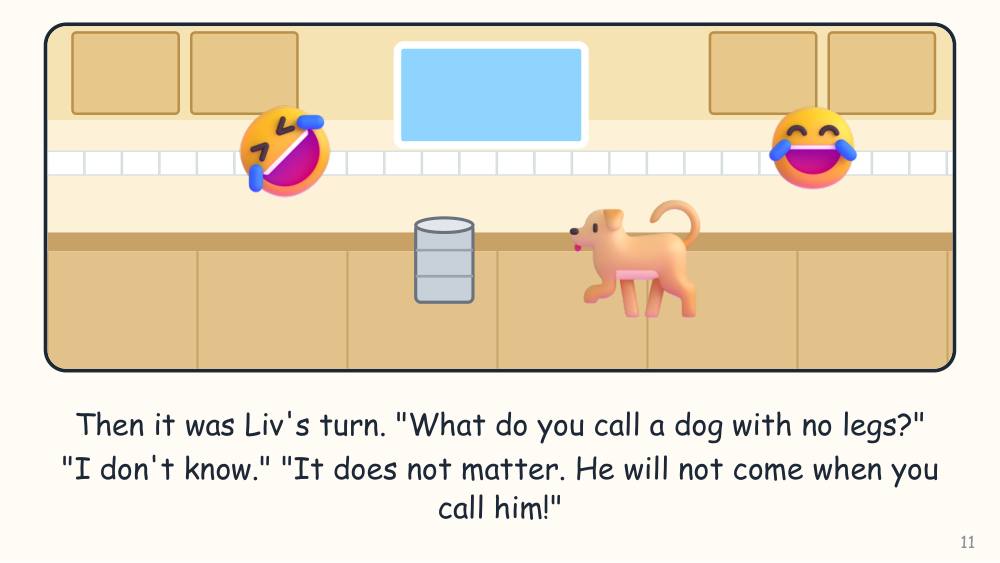 Then it was Liv's turn. "What do you call a dog with no legs?"
"I don't know." "It does not matter. He will not come when you
call him!"
11